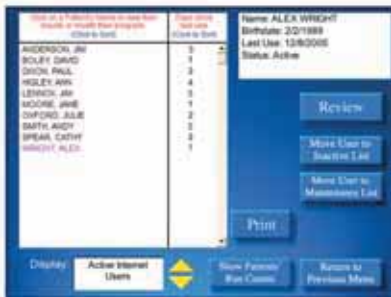 Click on a Patient's Name to see their
results or modify their program
(Click to Sort)
Days since
last use
(Click to Sort)
ANDERSON, JIM 3
BOLEY, DAVID 1
DIXON, PAUL 3
HIGLEY, ANN 4
LENNOX, JIM 5
MOORE, JANE 1
OXFORD, JULIE 2
SMITH, ANDY 2
SPEAR, CATHY 3
WRIGHT, ALEX 1
Name: ALEX WRIGHT
Birthdate: 2/2/1989
Last Use: 12/8/2005
Status: Active
Review
Move User to
Inactive List
Move User to
Maintenance List
Print
Display:
Active Internet
Users
Show Patients'
Run Counts
Return to
Previous Menu